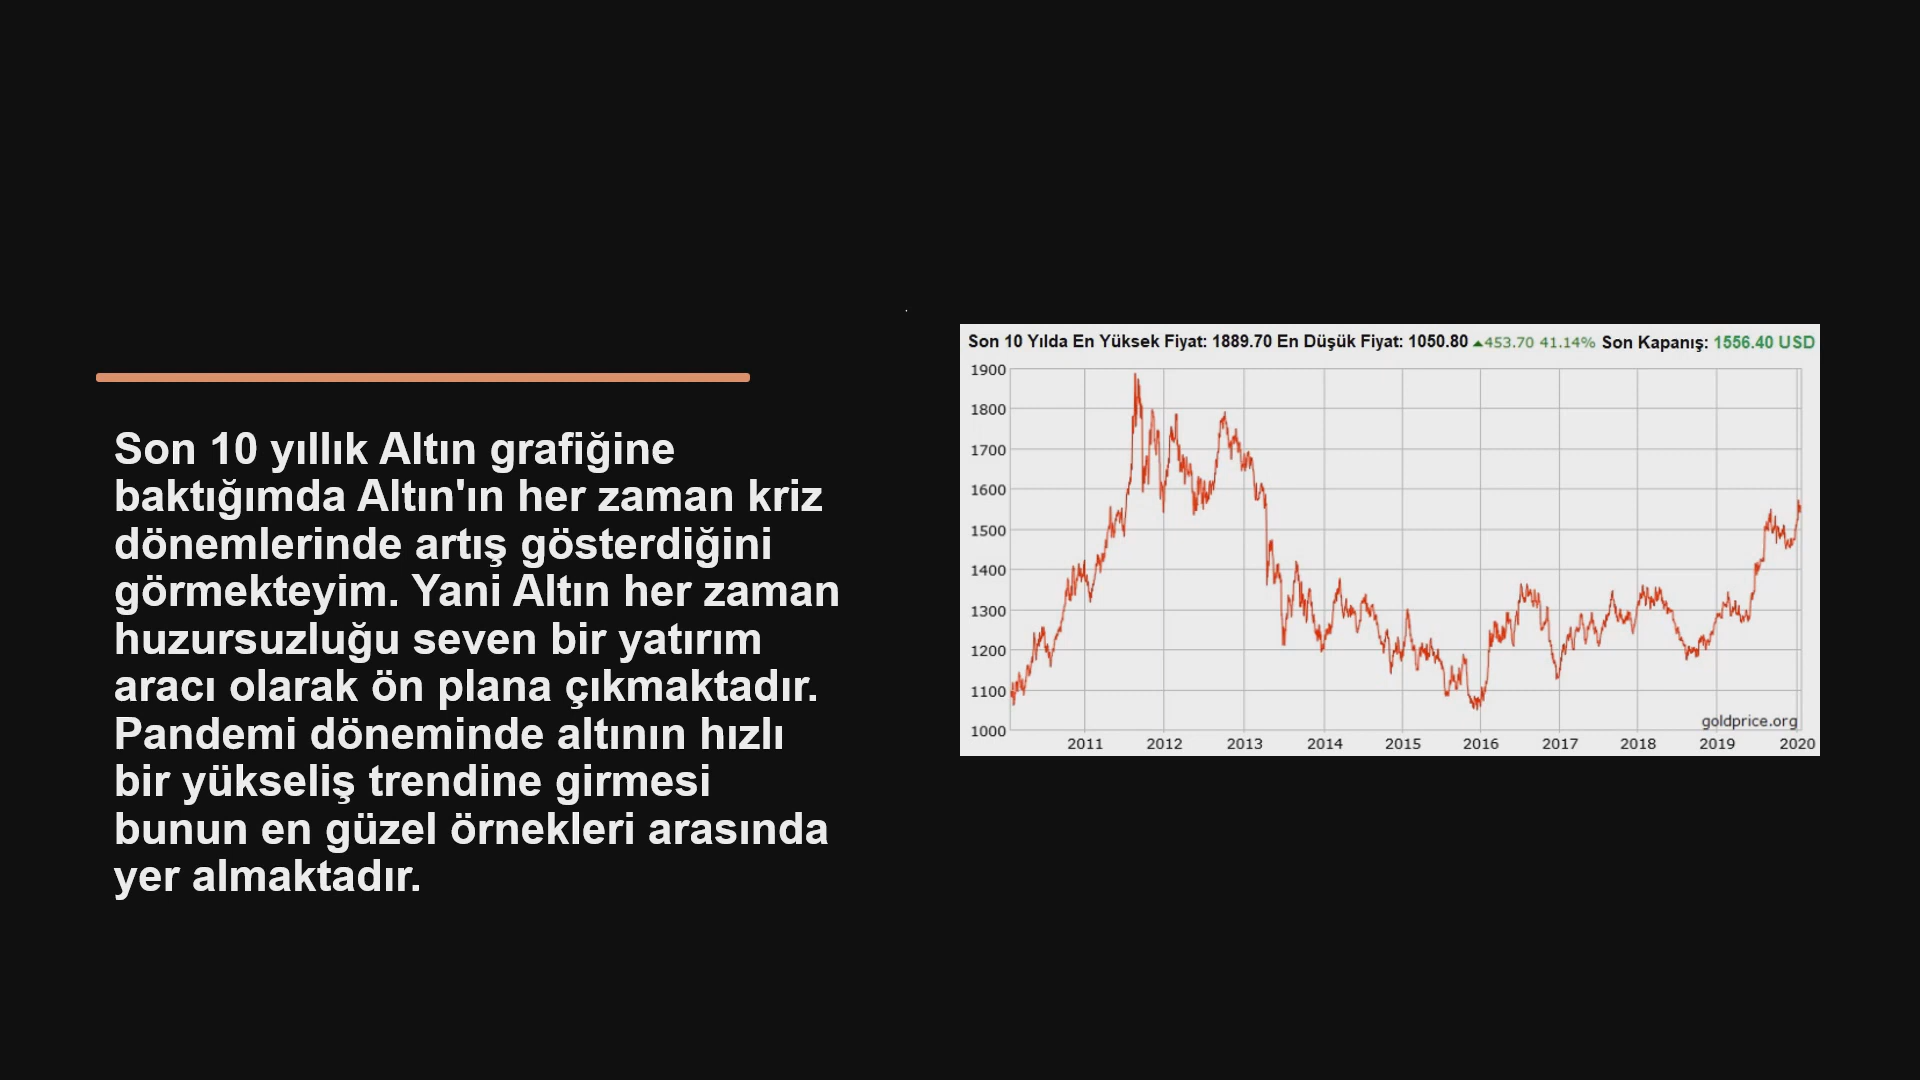 Son 10 yıllık Altın grafiğine
baktığımda Altın'ın her zaman kriz
dönemlerinde artış gösterdiğini
görmekteyim. Yani Altın her zaman
huzursuzluğu seven bir yatırım
aracı olarak ön plana çıkmaktadır.
Pandemi döneminde altının hızlı
bir yükseliş trendine girmesi
bunun en güzel örnekleri arasında
yer almaktadır.
Son 10 Yılda En Yüksek Fiyat: 1889.70 En Düşük Fiyat: 1050.80 ▲453.70 41.14% Son Kapanış: 1556.40 USD
1900
1800
1700
1600
1500
1400
1300
1200
1100
1000
goldprice.org
2011 2012 2013 2014 2015 2016 2017 2018 2019 2020